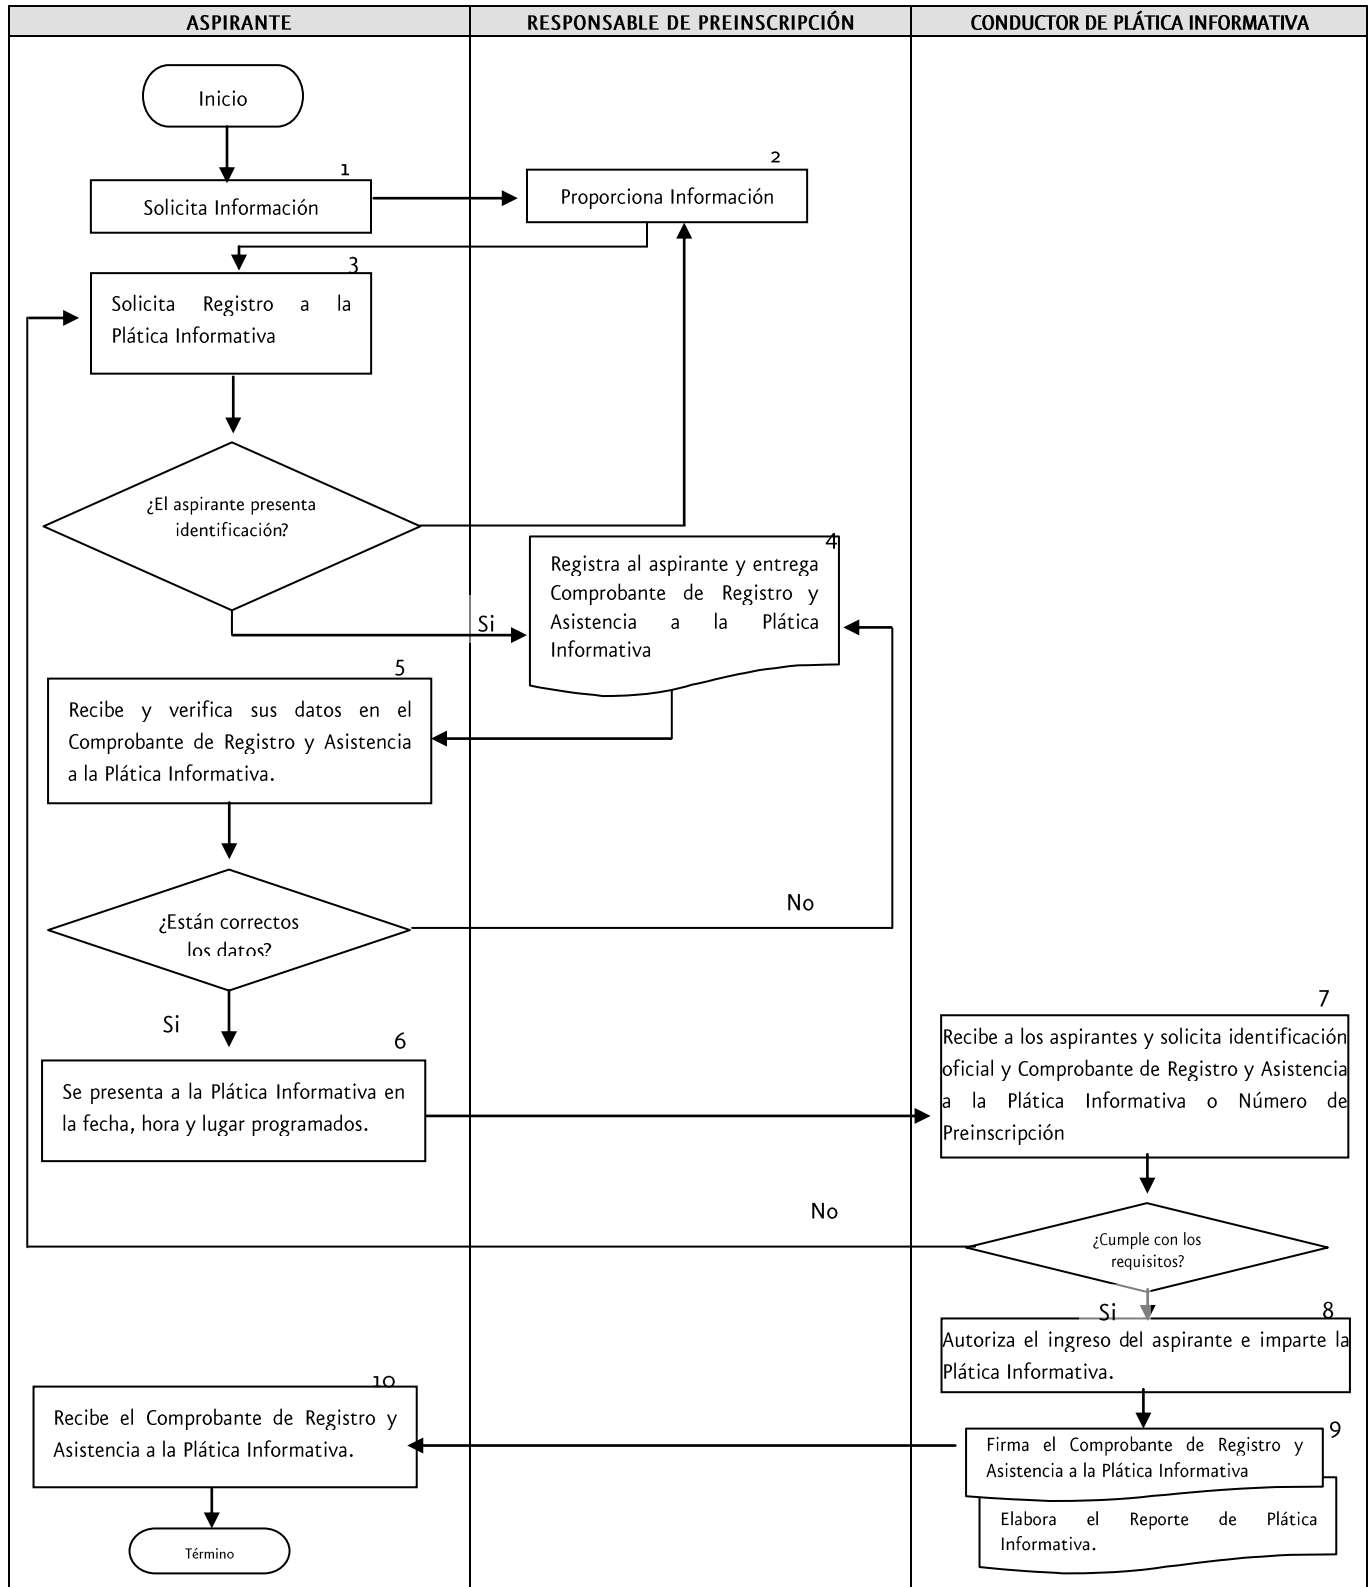 ASPIRANTE
RESPONSABLE DE PREINSCRIPCIÓN
CONDUCTOR DE PLÁTICA INFORMATIVA
Inicio
1
Solicita Información
2
Proporciona Información
3
Solicita Registro a la
Plática Informativa
¿El aspirante presenta
identificación?
Si
4
Registra al aspirante y entrega
Comprobante de Registro y
Asistencia a la Plática
Informativa
5
Recibe y verifica sus datos en el
Comprobante de Registro y Asistencia
a la Plática Informativa.
¿Están correctos
los datos?
No
Si
6
Se presenta a la Plática Informativa en
la fecha, hora y lugar programados.
7
Recibe a los aspirantes y solicita identificación
oficial y Comprobante de Registro y Asistencia
a la Plática Informativa o Número de
Preinscripción
No
¿Cumple con los
requisitos?
Si
8
Autoriza el ingreso del aspirante e imparte la
Plática Informativa.
9
Firma el Comprobante de Registro y
Asistencia a la Plática Informativa
Elabora el Reporte de Plática
Informativa.
10
Recibe el Comprobante de Registro y
Asistencia a la Plática Informativa.
Término